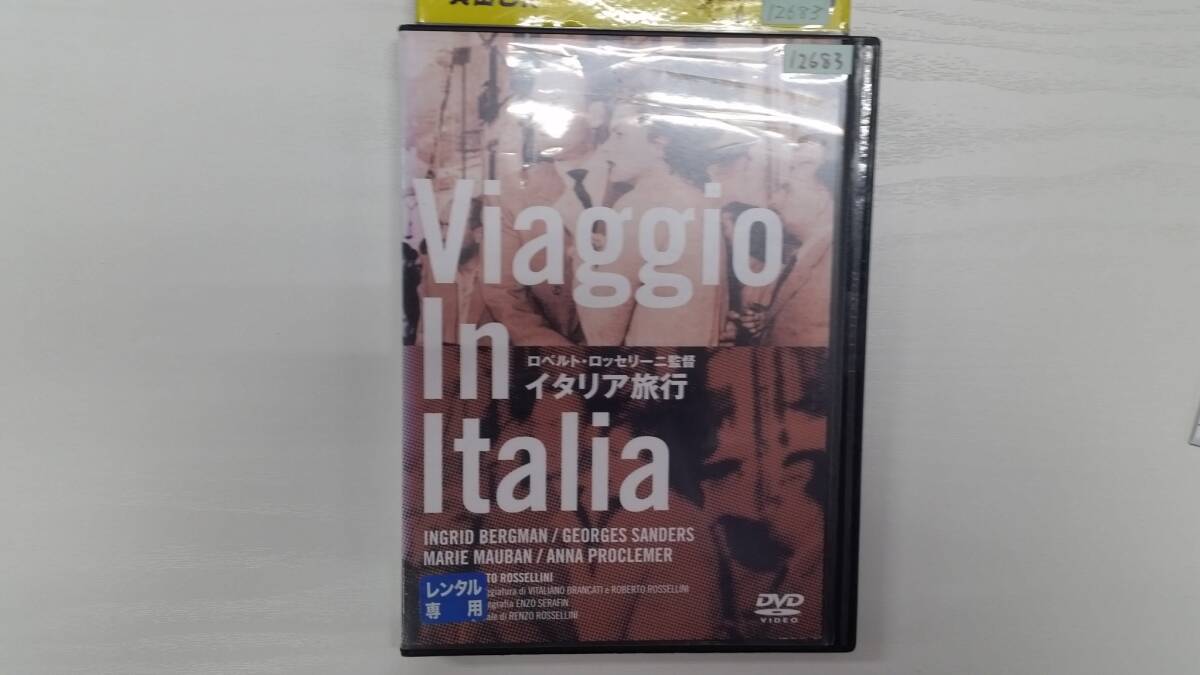 12683
12683
Viaggio
In
ロベルト・ロッセリーニ監督
イタリア旅行
Italia
INGRID BERGMAN / GEORGES SANDERS
MARIE MAUBAN / ANNA PROCLEMER
TO ROSSELLINI
ggiatura di VITALIANO BRANCATI e ROBERTO ROSSELLINI
grafia ENZO SERAFIN
ale di RENZO ROSSELLINI
レンタル
専用
DVD
VIDEO